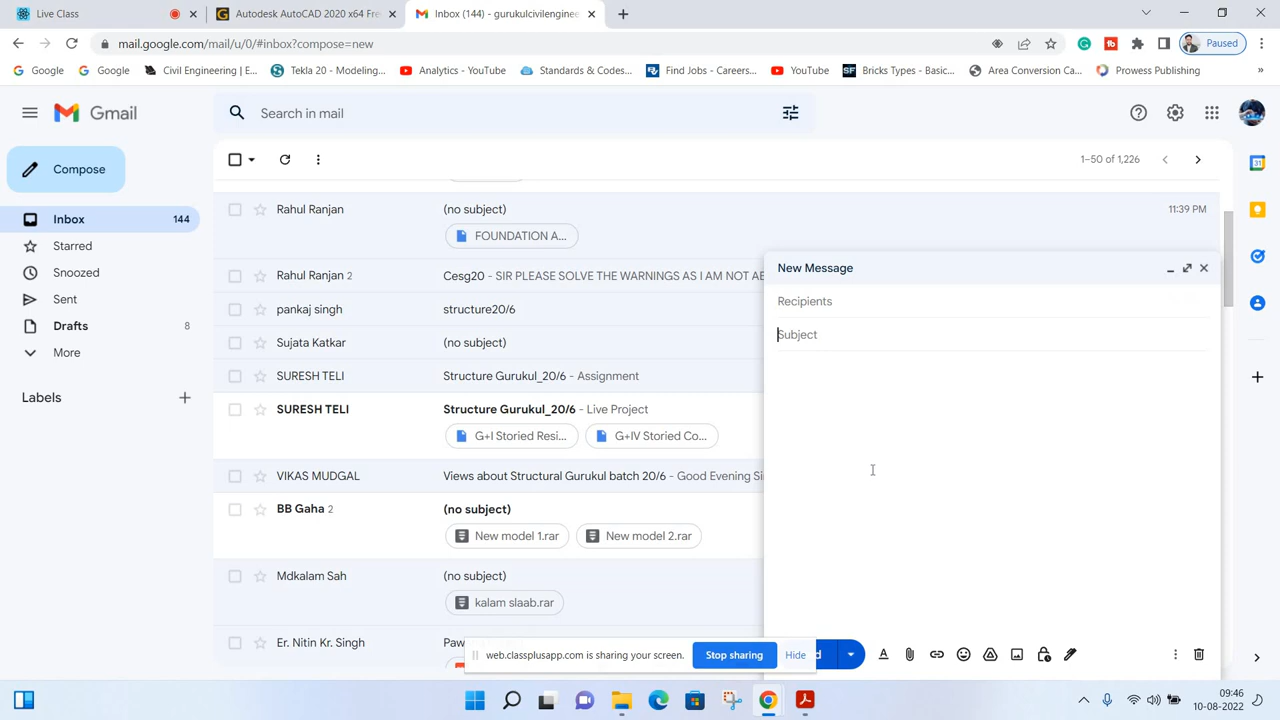 Live Class
Autodesk AutoCAD 2020 x64 Fre
Inbox (144) - gurukulcivilenginee
mail.google.com/mail/u/0/#inbox?compose=new
Paused
Google
Google
Civil Engineering | E...
Tekla 20 - Modeling...
Analytics - YouTube
Standards & Codes...
Find Jobs - Careers...
YouTube
Bricks Types - Basic...
Area Conversion Ca...
Prowess Publishing
Gmail
Search in mail
Compose
1–50 of 1,226
Inbox 144
Starred
Snoozed
Sent
Drafts 8
More
Labels
Rahul Ranjan (no subject) 11:39 PM
FOUNDATION A...
Rahul Ranjan 2 Cesg20 - SIR PLEASE SOLVE THE WARNINGS AS I AM NOT AB
pankaj singh structure20/6
Sujata Katkar (no subject)
SURESH TELI Structure Gurukul_20/6 - Assignment
SURESH TELI Structure Gurukul_20/6 - Live Project
G+I Storied Resi... G+IV Storied Co...
VIKAS MUDGAL Views about Structural Gurukul batch 20/6 - Good Evening Si
BB Gaha 2 (no subject)
New model 1.rar New model 2.rar
Mdkalam Sah (no subject)
kalam slaab.rar
Er. Nitin Kr. Singh Paw
New Message
Recipients
Subject
web.classplusapp.com is sharing your screen. Stop sharing Hide
09:46
10-08-2022